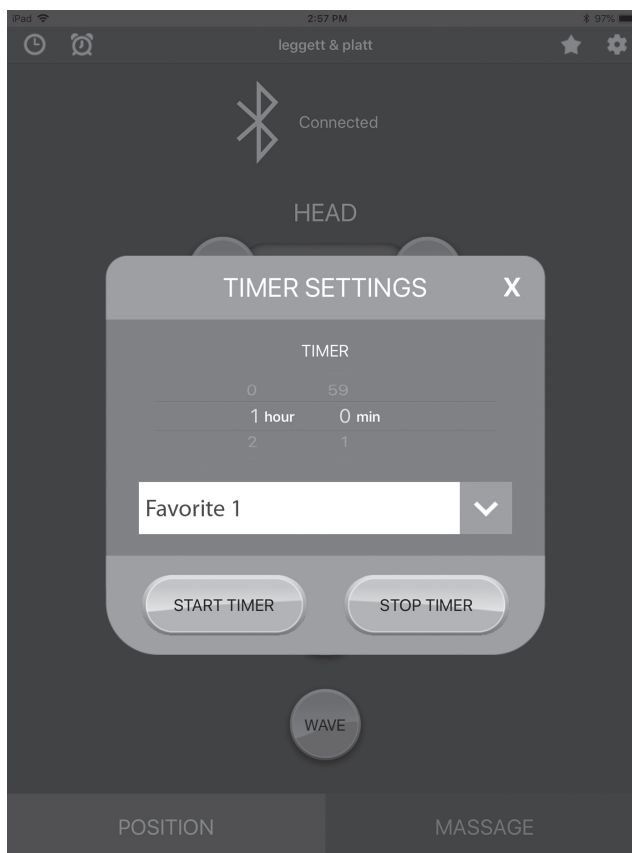 iPad 2:57 PM 97%
leggett & platt
Connected
HEAD
TIMER SETTINGS X
TIMER
0 59
1 hour 0 min
2 1
Favorite 1
START TIMER STOP TIMER
WAVE
POSITION MASSAGE